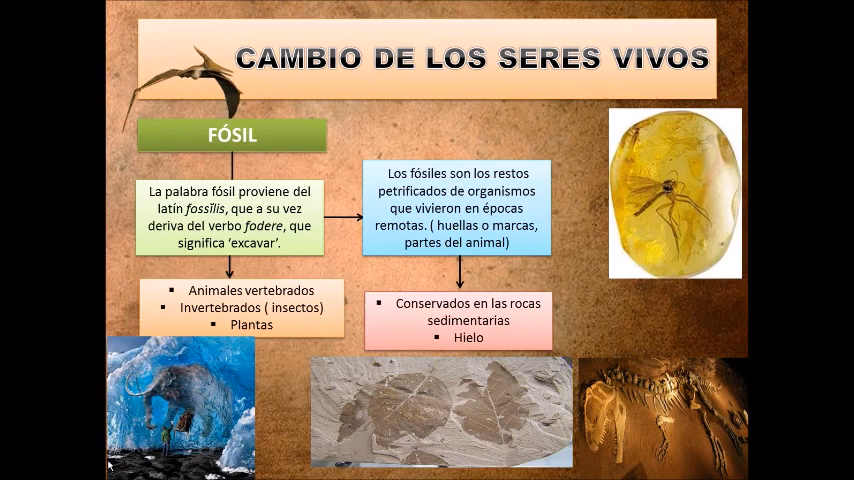 CAMBIO DE LOS SERES VIVOS
FÓSIL
La palabra fósil proviene del
latín fossĭlis, que a su vez
deriva del verbo fodere, que
significa ‘excavar’.
Los fósiles son los restos
petrificados de organismos
que vivieron en épocas
remotas. ( huellas o marcas,
partes del animal)
▪ Animales vertebrados
▪ Invertebrados ( insectos)
▪ Plantas
▪ Conservados en las rocas
sedimentarias
▪ Hielo